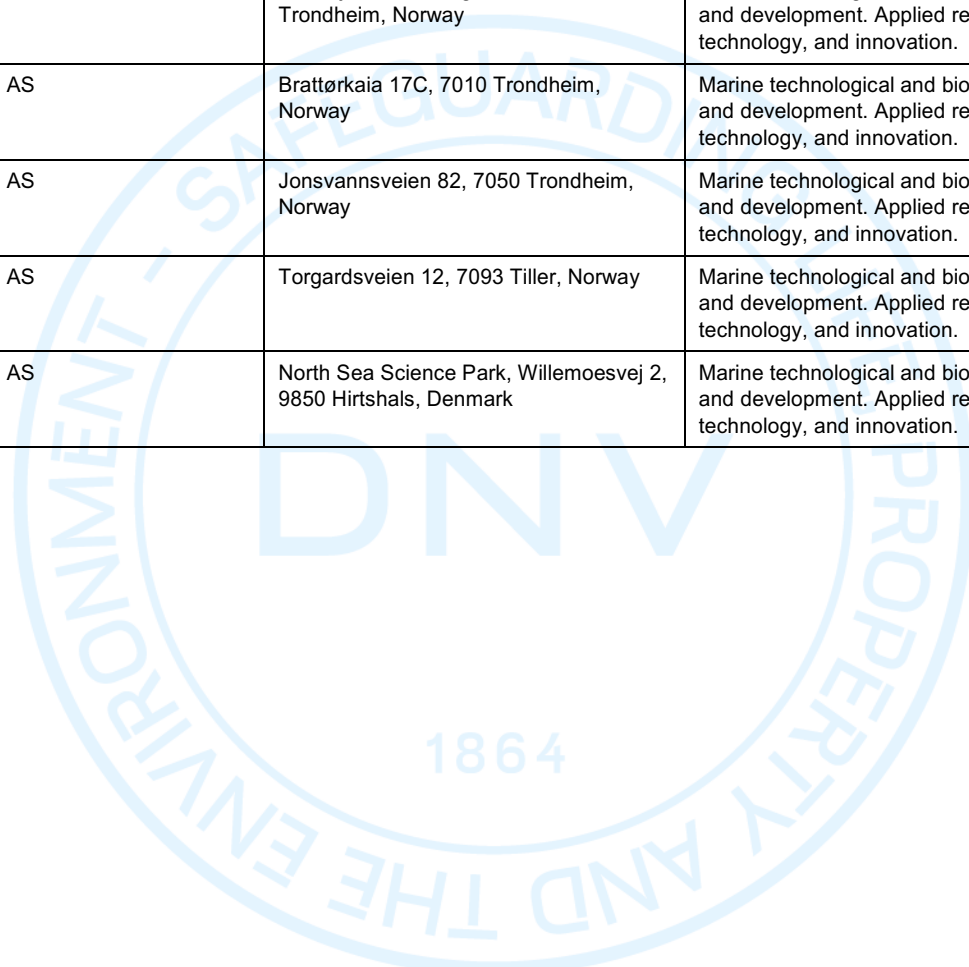 Trondheim, Norway
and development. Applied re
technology, and innovation.
AS
Brattørkaia 17C, 7010 Trondheim,
Norway
Marine technological and bio
and development. Applied re
technology, and innovation.
AS
Jonsvannsveien 82, 7050 Trondheim,
Norway
Marine technological and bio
and development. Applied re
technology, and innovation.
AS
Torgardsveien 12, 7093 Tiller, Norway
Marine technological and bio
and development. Applied re
technology, and innovation.
AS
North Sea Science Park, Willemoesvej 2,
9850 Hirtshals, Denmark
Marine technological and bio
and development. Applied re
technology, and innovation.
SAFEGUARDING LIFE, PROPERTY AND THE ENVIRONMENT -
DNV
1864